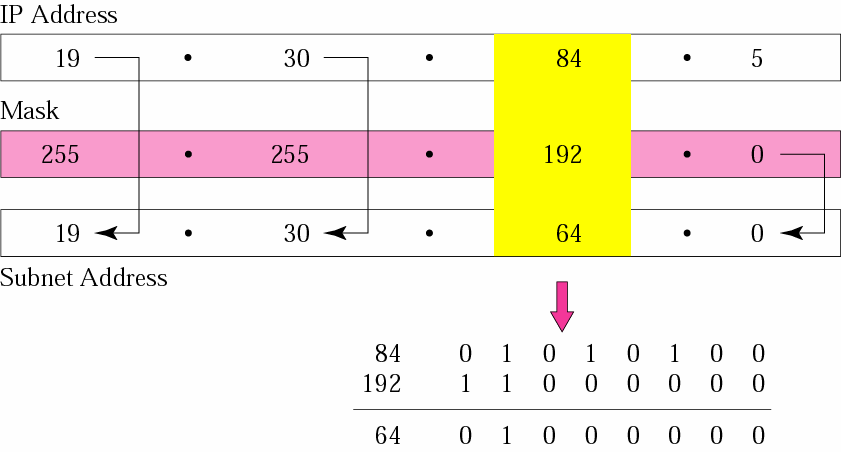 IP Address
19 • 30 • 84 • 5
Mask
255 • 255 • 192 • 0
19 • 30 • 64 • 0
Subnet Address
84 0 1 0 1 0 1 0 0
192 1 1 0 0 0 0 0 0
64 0 1 0 0 0 0 0 0